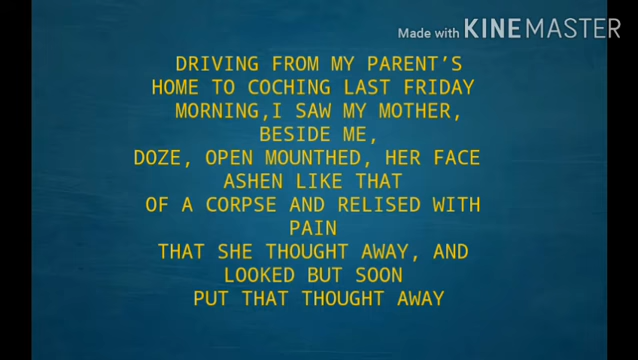 Made with KINEMASTER
DRIVING FROM MY PARENT'S
HOME TO COCHING LAST FRIDAY
MORNING,I SAW MY MOTHER,
BESIDE ME,
DOZE, OPEN MOUNTHED, HER FACE
ASHEN LIKE THAT
OF A CORPSE AND RELISED WITH
PAIN
THAT SHE THOUGHT AWAY, AND
LOOKED BUT SOON
PUT THAT THOUGHT AWAY